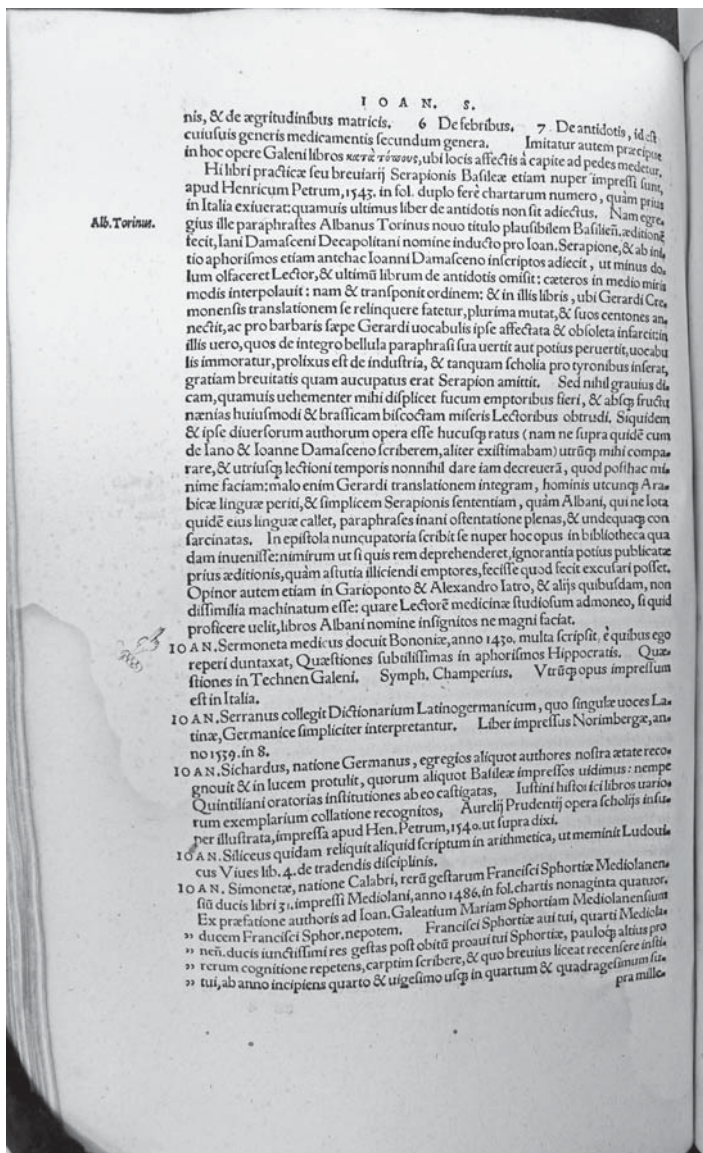 IOAN. S.
nis, & de ægritudinibus matricis. 6 De febribus. 7 De antidotis, id est
cuiusuis generis medicamentis secundum genera. Imitatur autem præcipue
in hoc opere Galeni libros κατὰ τόπους, ubi locis affectis à capite ad pedes medetur.
Hi libri practicæ seu breuiarij Serapionis Basileæ etiam nuper impressi sunt,
apud Henricum Petrum, 1543. in fol. duplo ferè chartarum numero, quàm prius
in Italia exiuerat: quamuis ultimus liber de antidotis non sit adiectus. Nam egre
Alb. Torinus.
gius ille paraphrastes Albanus Torinus nouo titulo plausibilem Basilień. æditionē
fecit, Iani Damasceni Decapolitani nomine inducto pro Ioan. Serapione, & ab ini
tio aphorismos etiam antehac Ioanni Damasceno inscriptos adiecit, ut minus do
lum olfaceret Lector, & ultimū librum de antidotis omisit: cæteros in medio miris
modis interpolauit: nam & transponit ordinem: & in illis libris, ubi Gerardi Cre
monensis translationem se relinquere fatetur, plurima mutat, & suos centones an
nectit, ac pro barbaris sæpe Gerardi uocabulis ipse affectata & obsoleta infarcit: in
illis uero, quos de integro bellula paraphrasi sua uertit aut potius peruertit, uocabu
lis immoratur, prolixus est de industria, & tanquam scholia pro tyronibus inserat,
gratiam breuitatis quam aucupatus erat Serapion amittit. Sed nihil grauius di
cam, quamuis uehementer mihi displicet fucum emptoribus fieri, & absq; fructu
nænias huiusmodi & brassicam biscoctam miseris Lectoribus obtrudi. Siquidem
& ipse diuersorum authorum opera esse hucusq; ratus (nam ne supra quidē cum
de Iano & Ioanne Damasceno scriberem, aliter existimabam) utrūq; mihi compa-
rare, & utriusq; lectioni temporis nonnihil dare iam decreuerā, quod posthac mi
nime faciam: malo enim Gerardi translationem integram, hominis utcunq; Ara-
bicæ linguæ periti, & simplicem Serapionis sententiam, quàm Albani, qui ne Iota
quidē eius linguæ callet, paraphrases inani ostentatione plenas, & undequaq; con
sarcinatas. In epistola nuncupatoria scribit se nuper hoc opus in bibliotheca qua
dam inuenisse: nimirum ut si quis rem deprehenderet, ignorantia potius publicatæ
prius æditionis, quàm astutia illiciendi emptores, fecisse quod fecit excusari posset.
Opinor autem etiam in Garioponto & Alexandro Iatro, & alijs quibusdam, non
dissimilia machinatum esse: quare Lectorē medicinæ studiosum admoneo, si quid
proficere uelit, libros Albani nomine insignitos ne magni faciat.
IOAN. Sermoneta medicus docuit Bononiæ, anno 1430. multa scripsit, è quibus ego
reperi duntaxat, Quæstiones subtilissimas in aphorismos Hippocratis. Quæ-
stiones in Technen Galeni. Symph. Champerius. Vtrūq; opus impressum
est in Italia.
IOAN. Serranus collegit Dictionarium Latinogermanicum, quo singulæ uoces La-
tinæ, Germanice simpliciter interpretantur. Liber impressus Norimbergæ, an-
no 1539. in 8.
IOAN. Sichardus, natione Germanus, egregios aliquot authores nostra ætate reco-
gnouit & in lucem protulit, quorum aliquot Basileæ impressos uidimus: nempe
Quintiliani oratorias institutiones ab eo castigatas, Iustini historici libros uario-
rum exemplarium collatione recognitos, Aurelij Prudentij opera scholijs insu-
per illustrata, impressa apud Hen. Petrum, 1540. ut supra dixi.
IOAN. Siliceus quidam reliquit aliquid scriptum in arithmetica, ut meminit Ludoui-
cus Viues lib. 4. de tradendis disciplinis.
IOAN. Simonetæ, natione Calabri, rerū gestarum Francisci Sphortiæ Mediolanen-
siū ducis libri 31. impressi Mediolani, anno 1486. in fol. chartis nonaginta quatuor.
Ex præfatione authoris ad Ioan. Galeatium Mariam Sphortiam Mediolanensium
„ ducem Francisci Sphor. nepotem. Francisci Sphortiæ aui tui, quarti Mediola-
„ neń. ducis iunctissimi res gestas post obitū proaui tui Sphortiæ, pauloq; altius pro
„ rerum cognitione repetens, carptim scribere, & quo breuius liceat recensere insti-
„ tui, ab anno incipiens quarto & uigesimo usq; in quartum & quadragesimum su-
pra mille-